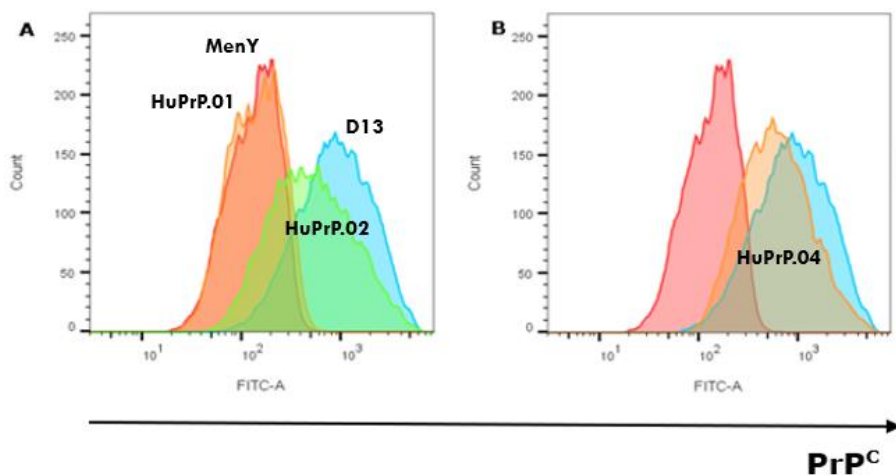 A
B
250
200
150
100
50
0
Count
MenY
HuPrP.01
D13
HuPrP.02
10¹
10²
10³
FITC-A
250
200
150
100
50
0
Count
HuPrP.04
10¹
10²
10³
FITC-A
PrPᶜ